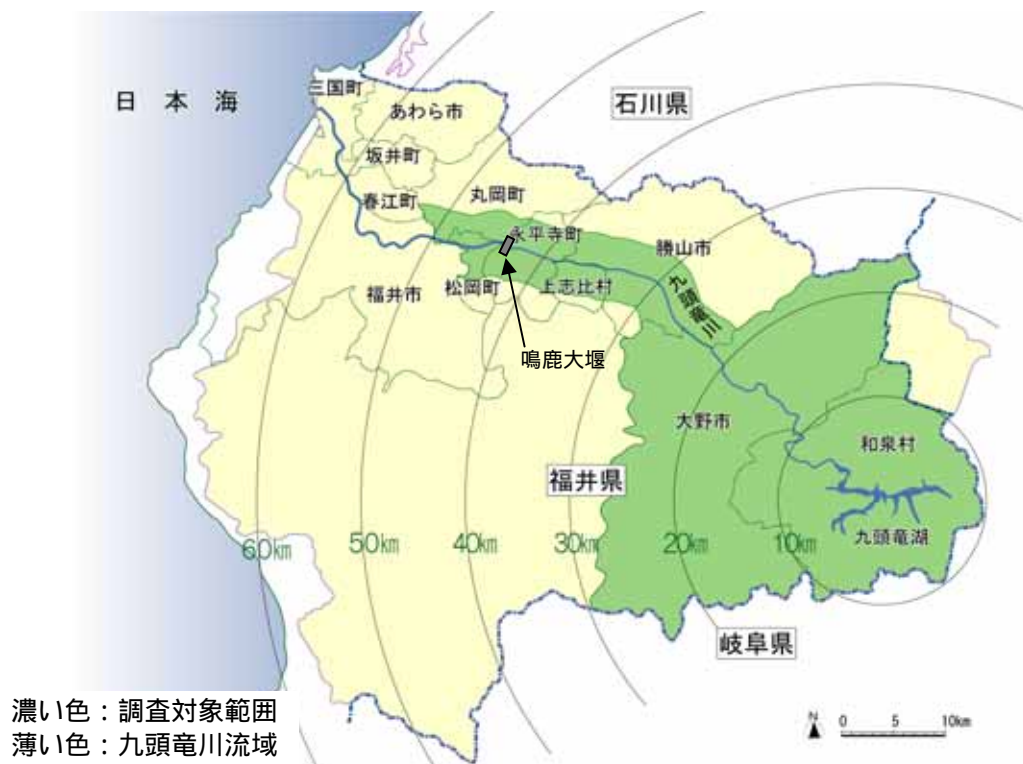 日本海
石川県
三国町
あわら市
坂井町
丸岡町
春江町
永平寺町
勝山市
九頭竜川
福井市
松岡町
上志比村
鳴鹿大堰
大野市
和泉村
福井県
60km
50km
40km
30km
20km
10km
九頭竜湖
岐阜県
濃い色：調査対象範囲
薄い色：九頭竜川流域
N
0 5 10km